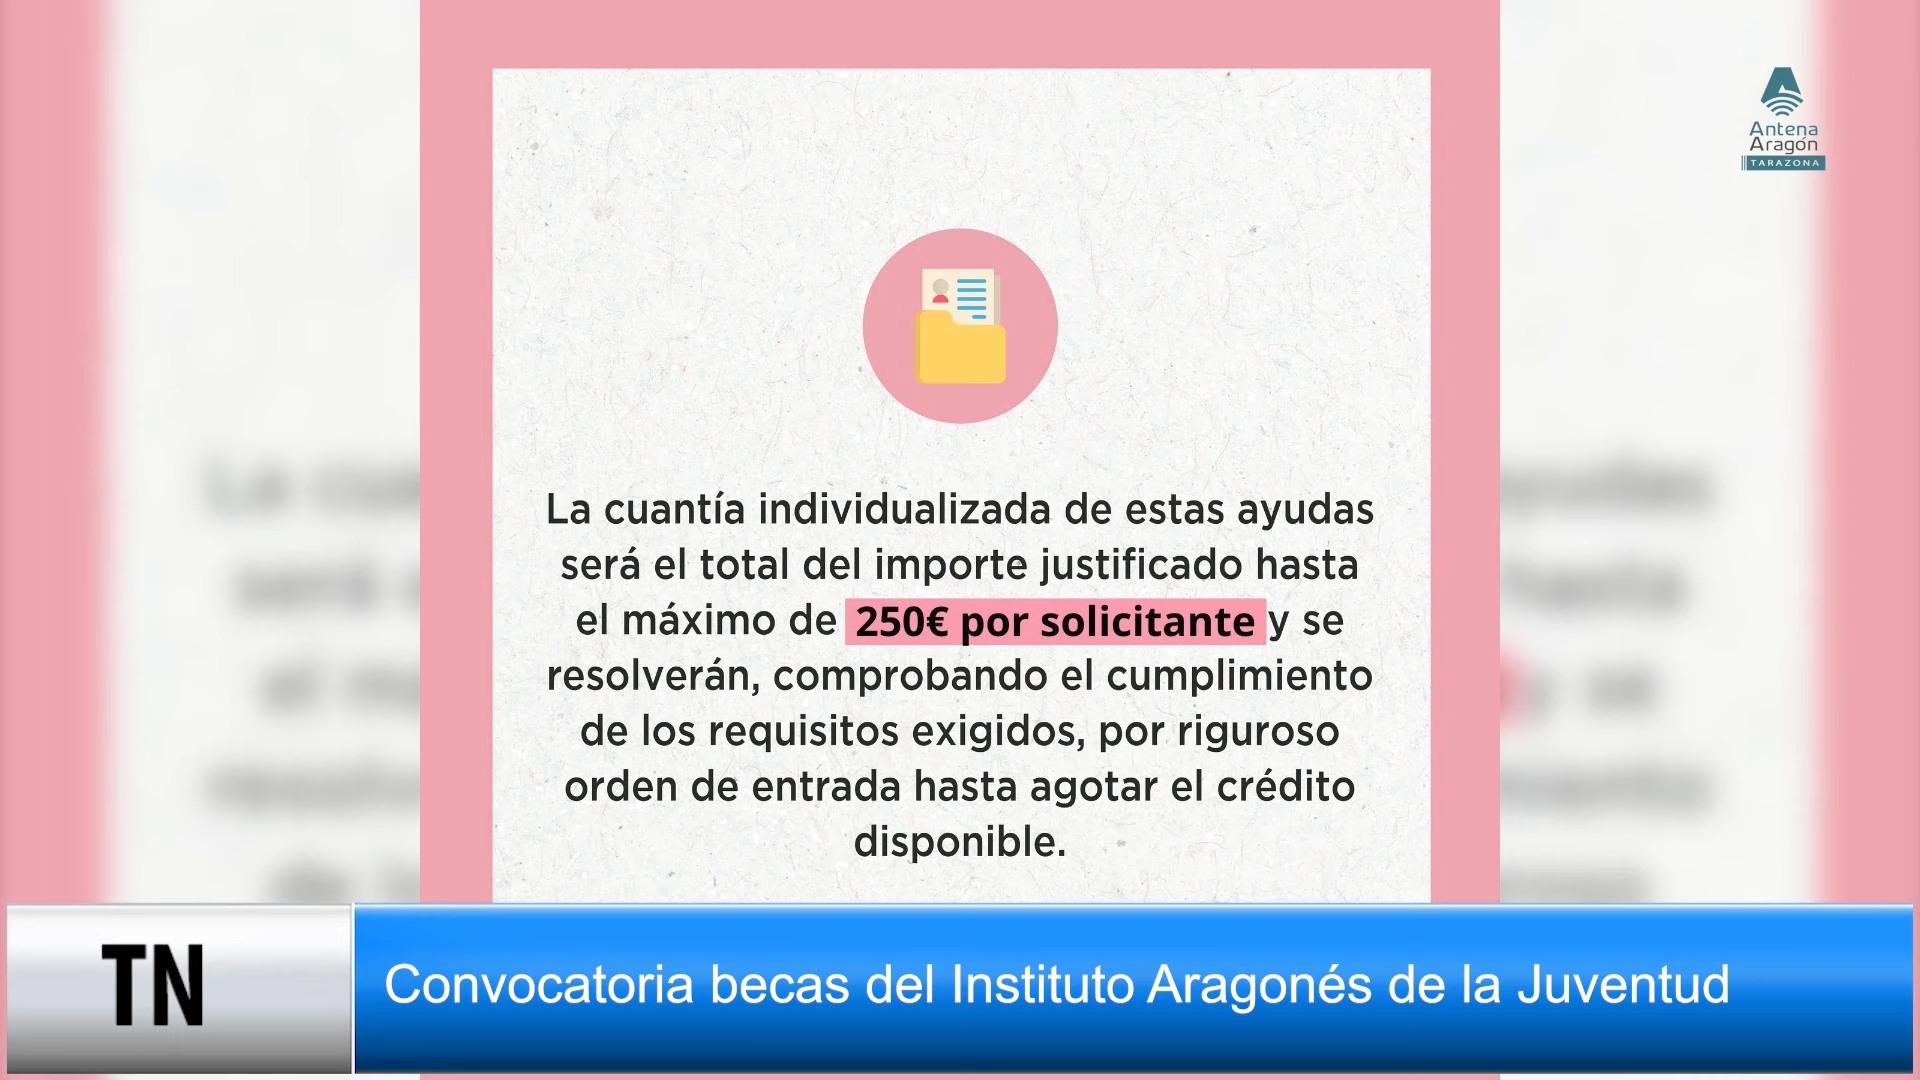 Antena
Aragón
TARAZONA
La cuantía individualizada de estas ayudas
será el total del importe justificado hasta
el máximo de 250€ por solicitante y se
resolverán, comprobando el cumplimiento
de los requisitos exigidos, por riguroso
orden de entrada hasta agotar el crédito
disponible.
TN
Convocatoria becas del Instituto Aragonés de la Juventud